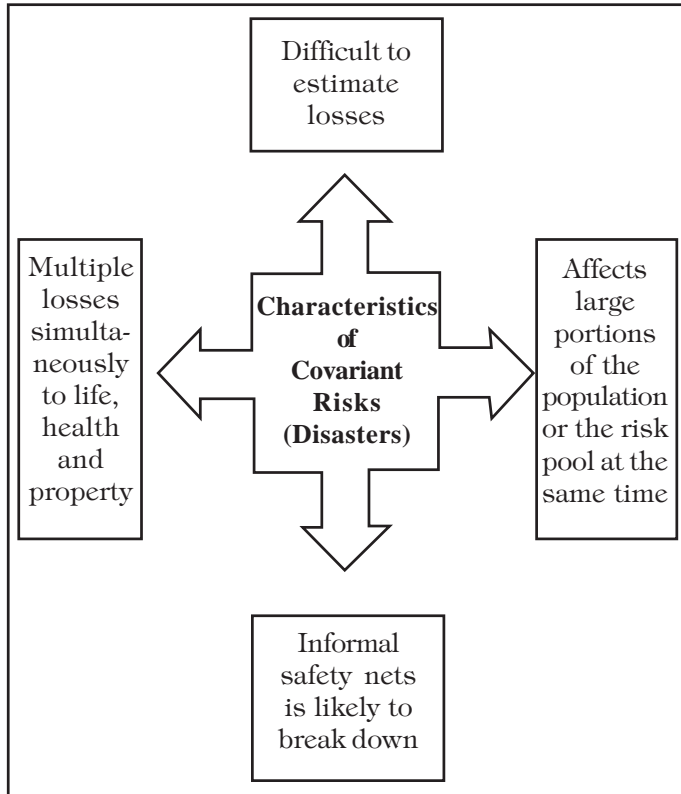 Difficult to
estimate
losses
Multiple
losses
simulta-
neously
to life,
health
and
property
Characteristics
of
Covariant
Risks
(Disasters)
Affects
large
portions
of the
population
or the risk
pool at the
same time
Informal
safety nets
is likely to
break down